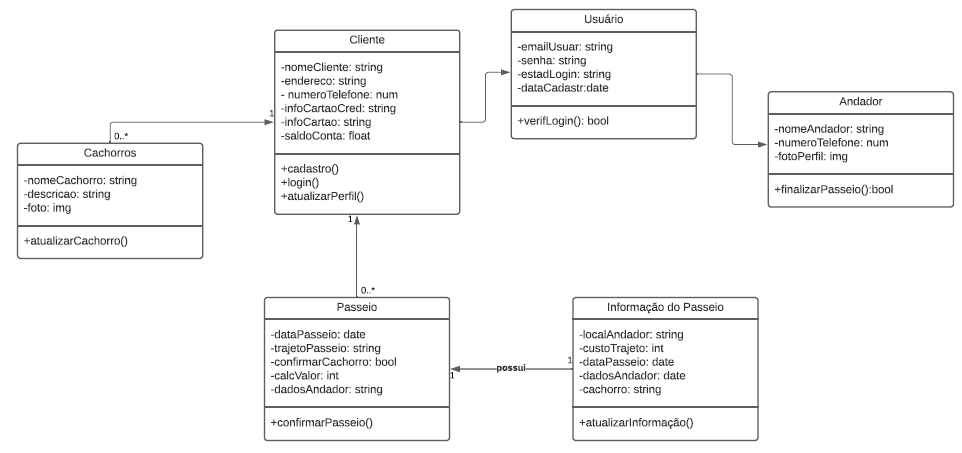 Usuário
-emailUsuar: string
-senha: string
-estadLogin: string
-dataCadastr:date
+verifLogin(): bool
Cliente
-nomeCliente: string
-endereco: string
- numeroTelefone: num
-infoCartaoCred: string
-infoCartao: string
-saldoConta: float
+cadastro()
+login()
+atualizarPerfil()
Andador
-nomeAndador: string
-numeroTelefone: num
-fotoPerfil: img
+finalizarPasseio():bool
1
0..*
Cachorros
-nomeCachorro: string
-descricao: string
-foto: img
+atualizarCachorro()
1
0..*
Passeio
-dataPasseio: date
-trajetoPasseio: string
-confirmarCachorro: bool
-calcValor: int
-dadosAndador: string
+confirmarPasseio()
1
possui
1
Informação do Passeio
-localAndador: string
-custoTrajeto: int
-dataPasseio: date
-dadosAndador: date
-cachorro: string
+atualizarInformação()